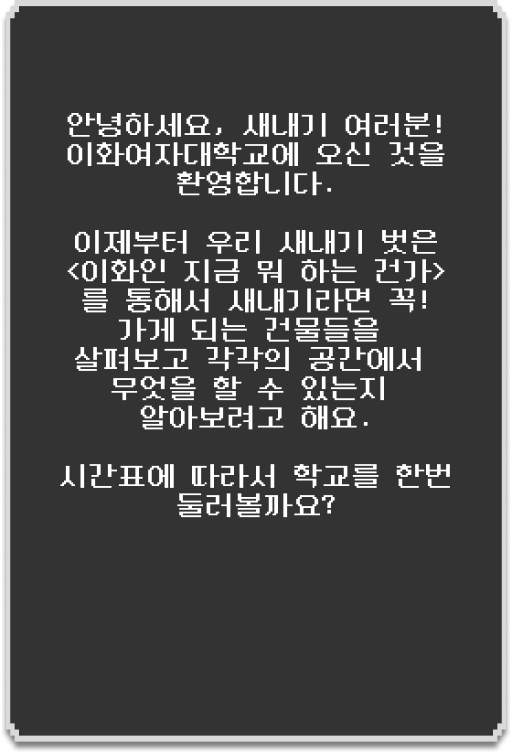 안녕하세요, 새내기 여러분!
이화여자대학교에 오신 것을
환영합니다.
이제부터 우리 새내기 벗은
<이화인 지금 뭐 하는 건가>
를 통해서 새내기라면 꼭!
가게 되는 건물들을
살펴보고 각각의 공간에서
무엇을 할 수 있는지
알아보려고 해요.
시간표에 따라서 학교를 한번
둘러볼까요?